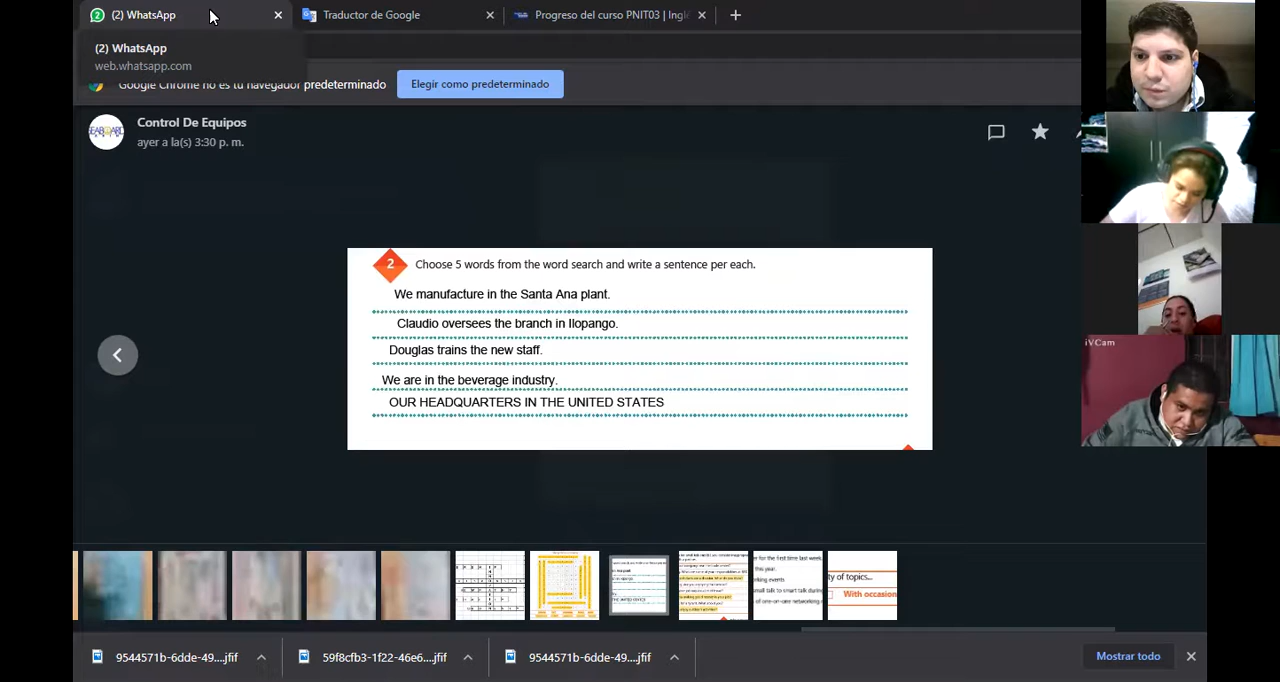 (2) WhatsApp
Traductor de Google
Progreso del curso PNIT03 | Inglé
(2) WhatsApp
web.whatsapp.com
Google Chrome no es tu navegador predeterminado
Elegir como predeterminado
Control De Equipos
ayer a la(s) 3:30 p. m.
2
Choose 5 words from the word search and write a sentence per each.
We manufacture in the Santa Ana plant.
Claudio oversees the branch in Ilopango.
Douglas trains the new staff.
We are in the beverage industry.
OUR HEADQUARTERS IN THE UNITED STATES
iVCam
ty of topics...
With occasion
9544571b-6dde-49....jfif
59f8cfb3-1f22-46e6....jfif
9544571b-6dde-49....jfif
Mostrar todo